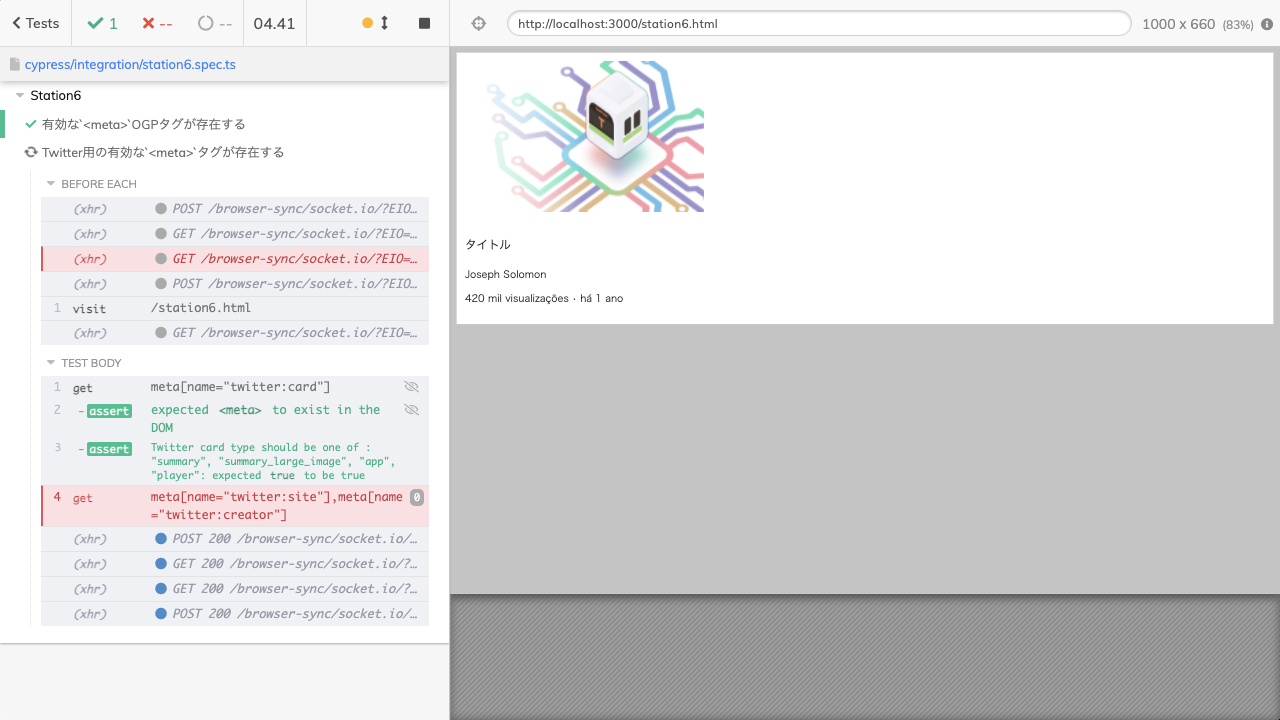 Tests
1
--
--
04.41
http://localhost:3000/station6.html
1000 x 660 (83%)
cypress/integration/station6.spec.ts
Station6
有効な`<meta>`OGPタグが存在する
Twitter用の有効な`<meta>`タグが存在する
BEFORE EACH
(xhr) POST /browser-sync/socket.io/?EIO…
(xhr) GET /browser-sync/socket.io/?EIO=…
(xhr) GET /browser-sync/socket.io/?EIO=…
(xhr) POST /browser-sync/socket.io/?EIO…
1 visit /station6.html
(xhr) GET /browser-sync/socket.io/?EIO=…
TEST BODY
1 get meta[name="twitter:card"]
2 -assert expected <meta> to exist in the
DOM
3 -assert Twitter card type should be one of :
"summary", "summary_large_image", "app",
"player": expected true to be true
4 get meta[name="twitter:site"],meta[name 0
="twitter:creator"]
(xhr) POST 200 /browser-sync/socket.io/…
(xhr) GET 200 /browser-sync/socket.io/?…
(xhr) GET 200 /browser-sync/socket.io/?…
(xhr) POST 200 /browser-sync/socket.io/…
T
タイトル
Joseph Solomon
420 mil visualizações · há 1 ano